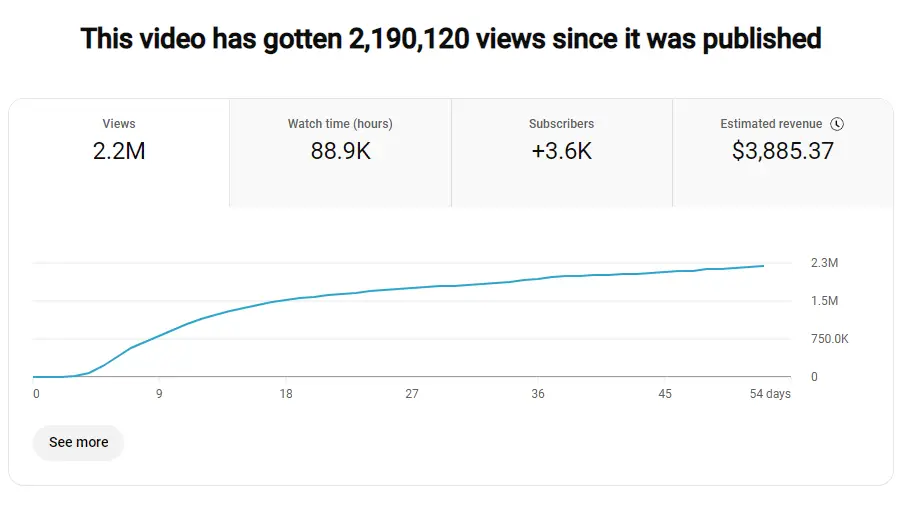 This video has gotten 2,190,120 views since it was published
Views
2.2M
Watch time (hours)
88.9K
Subscribers
+3.6K
Estimated revenue
$3,885.37
2.3M
1.5M
750.0K
0
0 9 18 27 36 45 54 days
See more